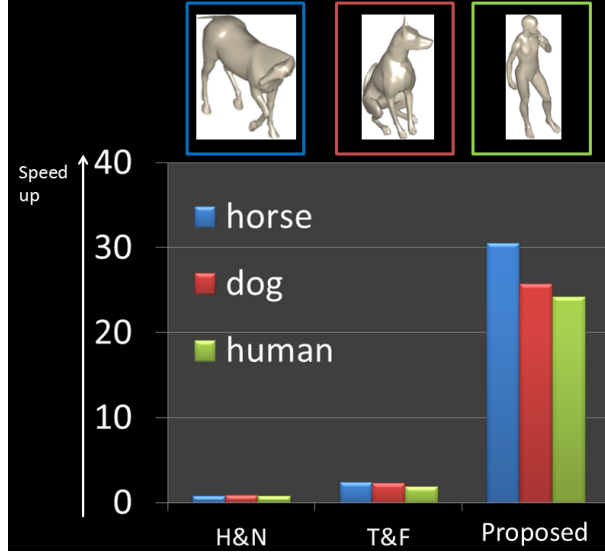 Speed
up
40
30
20
10
0
horse
dog
human
H&N
T&F
Proposed